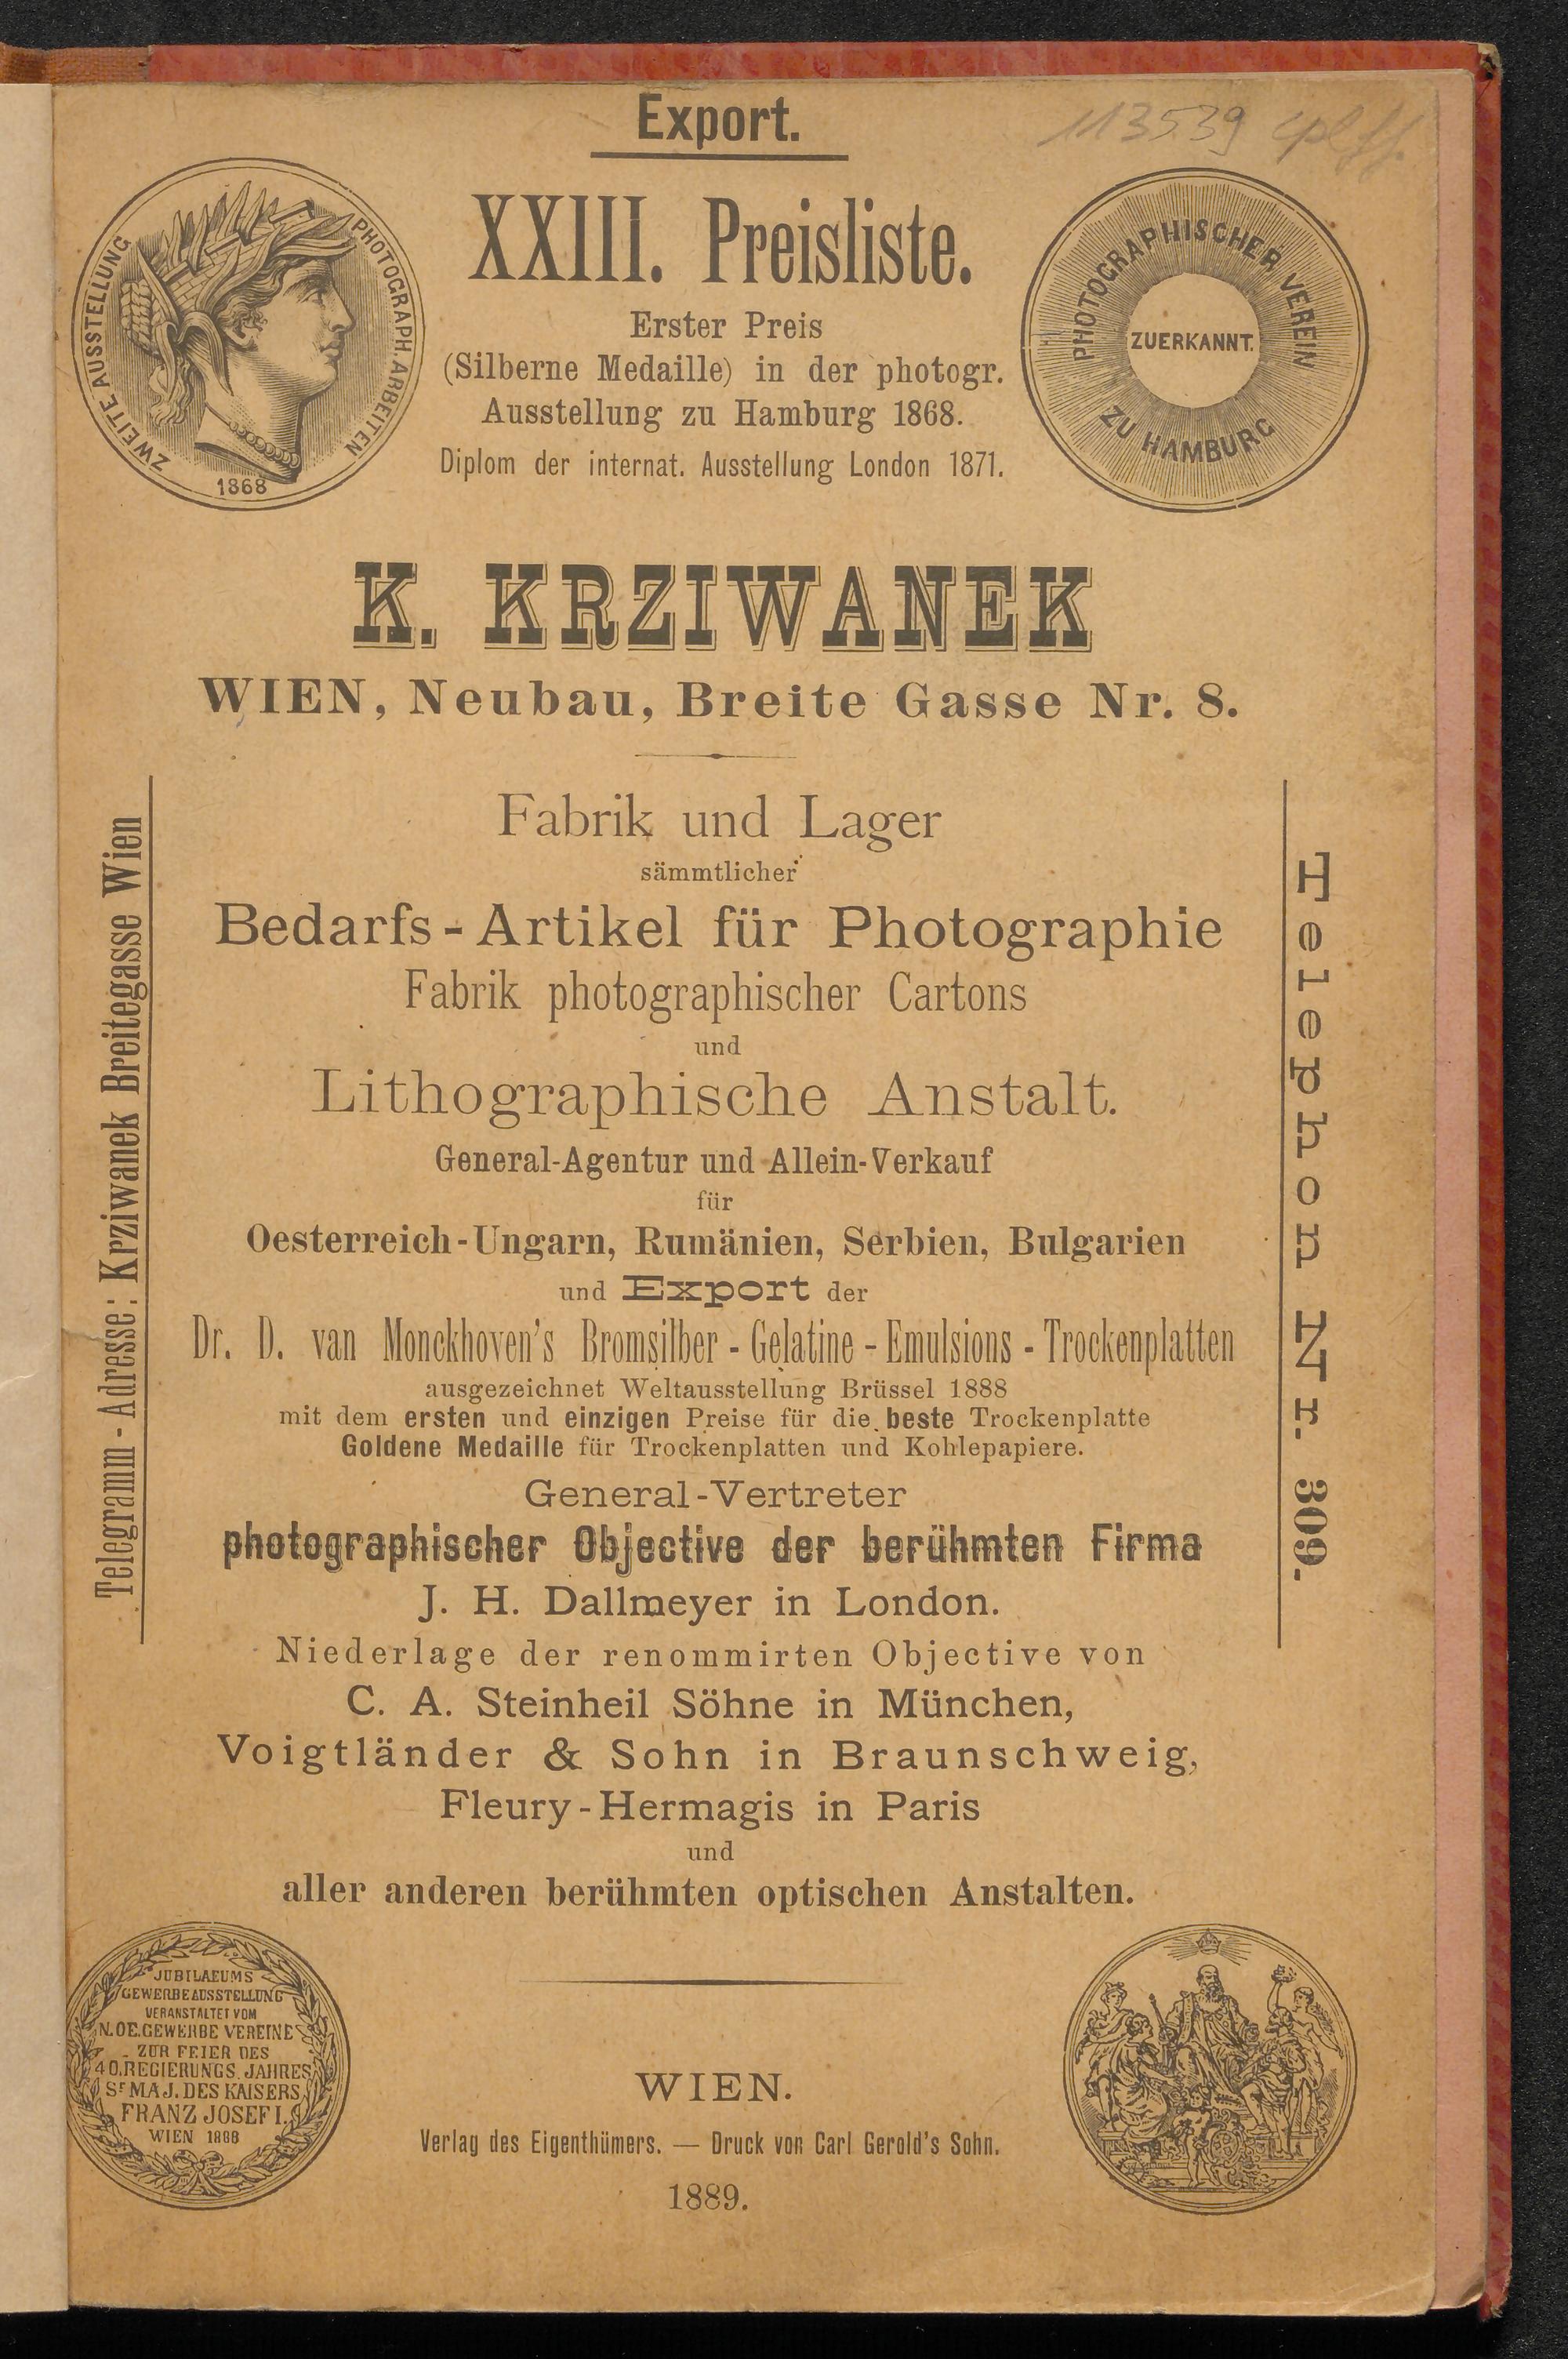 Export.
113539
XXIII. Preisliste.
Erster Preis
(Silberne Medaille) in der photogr.
Ausstellung zu Hamburg 1868.
Diplom der internat. Ausstellung London 1871.
ZWEITE AUSSTELLUNG PHOTOGRAPH. ARBEITEN
1868
PHOTOGRAPHISCHER VEREIN
ZUERKANNT.
ZU HAMBURG
K. KRZIWANEK
WIEN, Neubau, Breite Gasse Nr. 8.
Telegramm-Adresse: Krziwanek Breitegasse Wien
Fabrik und Lager
sämmtlicher
Bedarfs-Artikel für Photographie
Fabrik photographischer Cartons
und
Lithographische Anstalt.
General-Agentur und Allein-Verkauf
für
Oesterreich-Ungarn, Rumänien, Serbien, Bulgarien
und Export der
Dr. D. van Monckhoven's Bromsilber-Gelatine-Emulsions-Trockenplatten
ausgezeichnet Weltausstellung Brüssel 1888
mit dem ersten und einzigen Preise für die beste Trockenplatte
Goldene Medaille für Trockenplatten und Kohlepapiere.
General-Vertreter
photographischer Objective der berühmten Firma
J. H. Dallmeyer in London.
Niederlage der renommirten Objective von
C. A. Steinheil Söhne in München,
Voigtländer & Sohn in Braunschweig,
Fleury-Hermagis in Paris
und
aller anderen berühmten optischen Anstalten.
Telephon Nr. 309.
JUBILAEUMS
GEWERBEAUSSTELLUNG
VERANSTALTET VOM
N.OE.GEWERBE VEREINE
ZUR FEIER DES
40.REGIERUNGS.JAHRES
Sr MAJ. DES KAISERS
FRANZ JOSEF I.
WIEN 1888
WIEN.
Verlag des Eigenthümers. — Druck von Carl Gerold's Sohn.
1889.